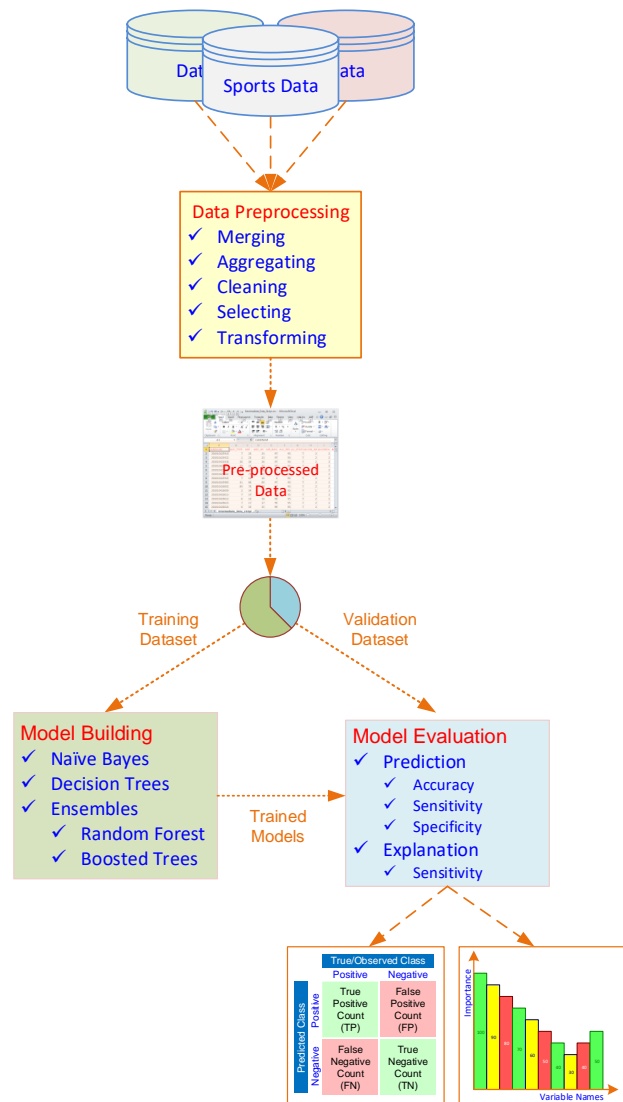 Dat
Sports Data
ata
Data Preprocessing
✓ Merging
✓ Aggregating
✓ Cleaning
✓ Selecting
✓ Transforming
Pre-processed
Data
Training
Dataset
Validation
Dataset
Model Building
✓ Naïve Bayes
✓ Decision Trees
✓ Ensembles
✓ Random Forest
✓ Boosted Trees
Trained
Models
Model Evaluation
✓ Prediction
✓ Accuracy
✓ Sensitivity
✓ Specificity
✓ Explanation
✓ Sensitivity
True/Observed Class
Positive Negative
Predicted Class
Positive
Negative
True
Positive
Count
(TP)
False
Positive
Count
(FP)
False
Negative
Count
(FN)
True
Negative
Count
(TN)
Importance
Variable Names